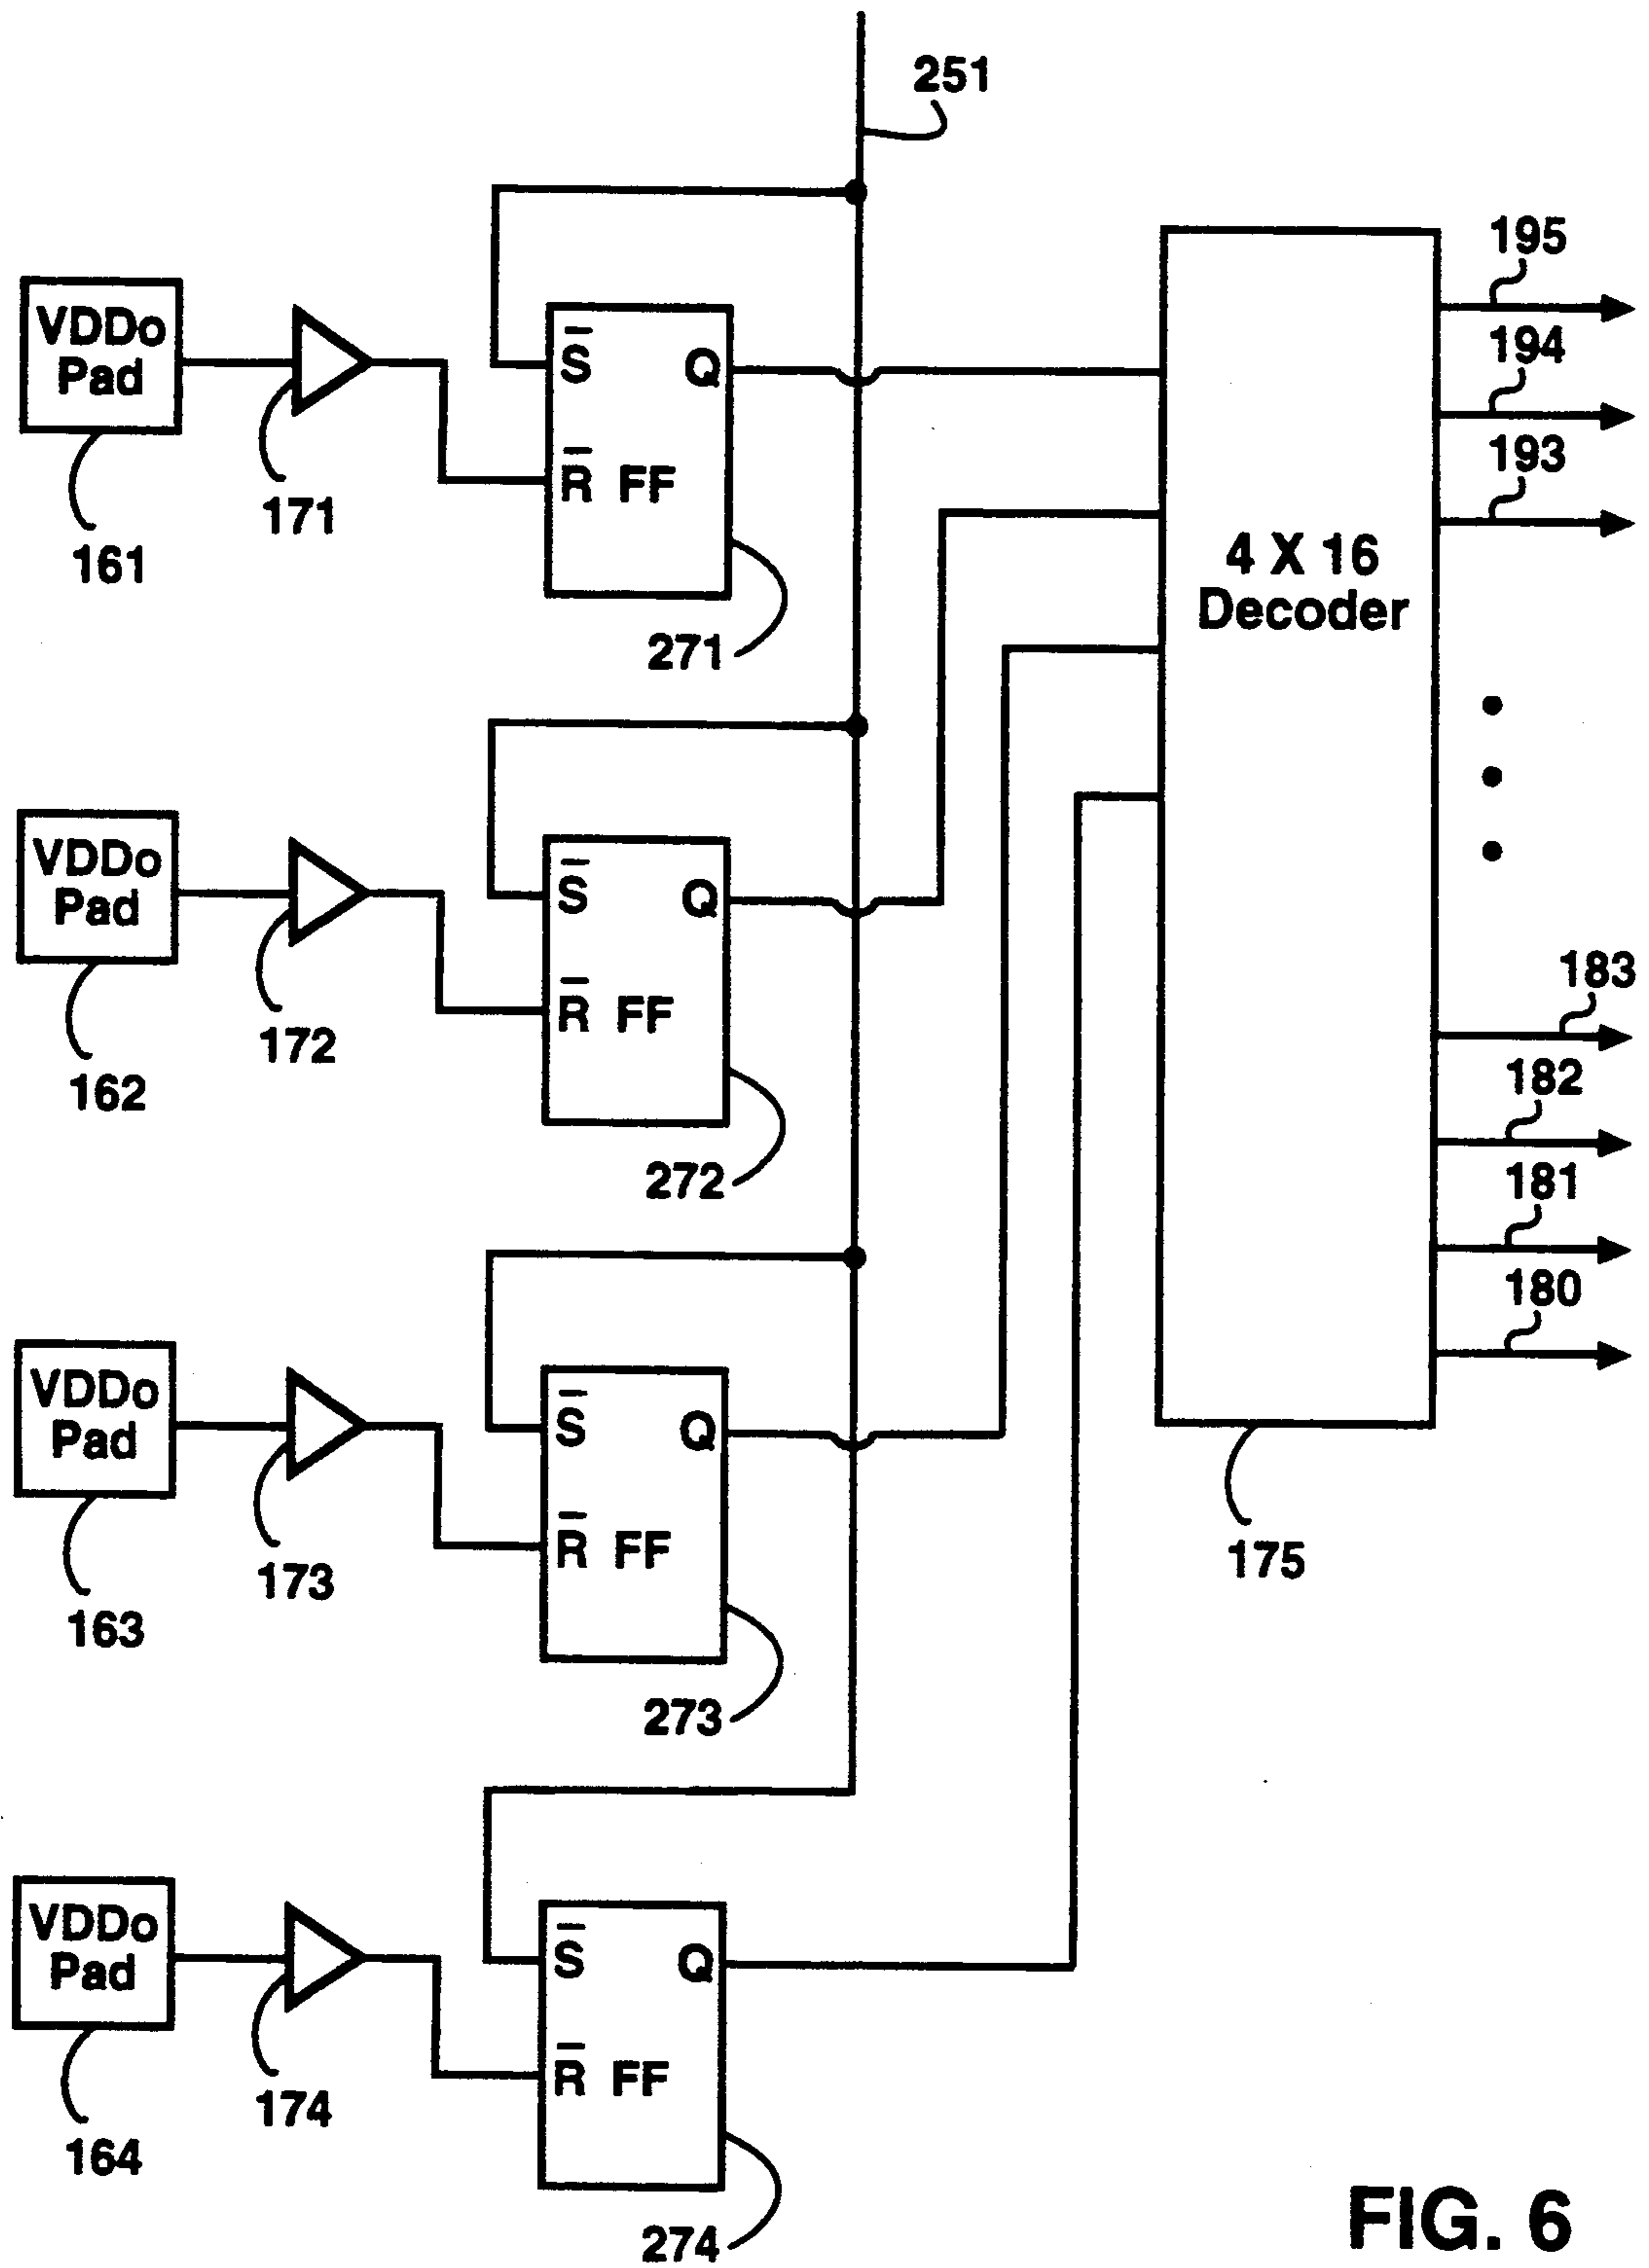 251
195
194
193
VDDo
Pad
S̅
Q
R̅ FF
161
171
271
4 X 16
Decoder
VDDo
Pad
S̅
Q
R̅ FF
162
172
272
183
182
181
180
VDDo
Pad
S̅
Q
R̅ FF
163
173
273
175
VDDo
Pad
S̅
Q
R̅ FF
164
174
274
FIG. 6